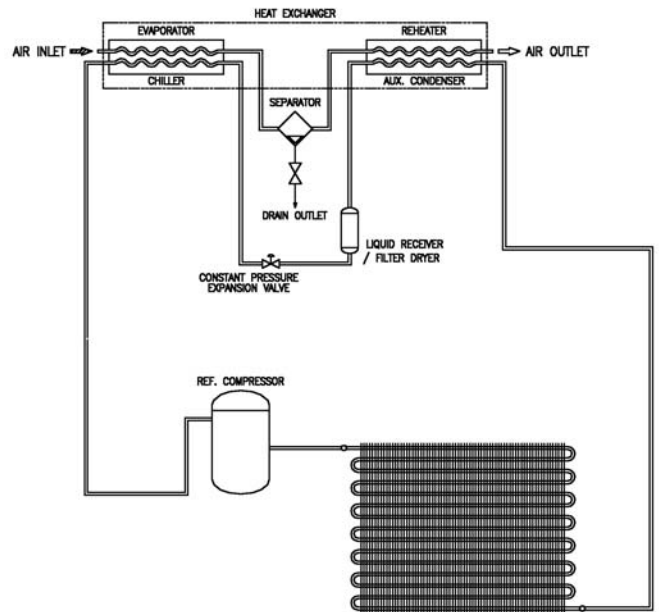 HEAT EXCHANGER
EVAPORATOR
REHEATER
AIR INLET
AIR OUTLET
CHILLER
AUX. CONDENSER
SEPARATOR
DRAIN OUTLET
LIQUID RECEIVER
/ FILTER DRYER
CONSTANT PRESSURE
EXPANSION VALVE
REF. COMPRESSOR